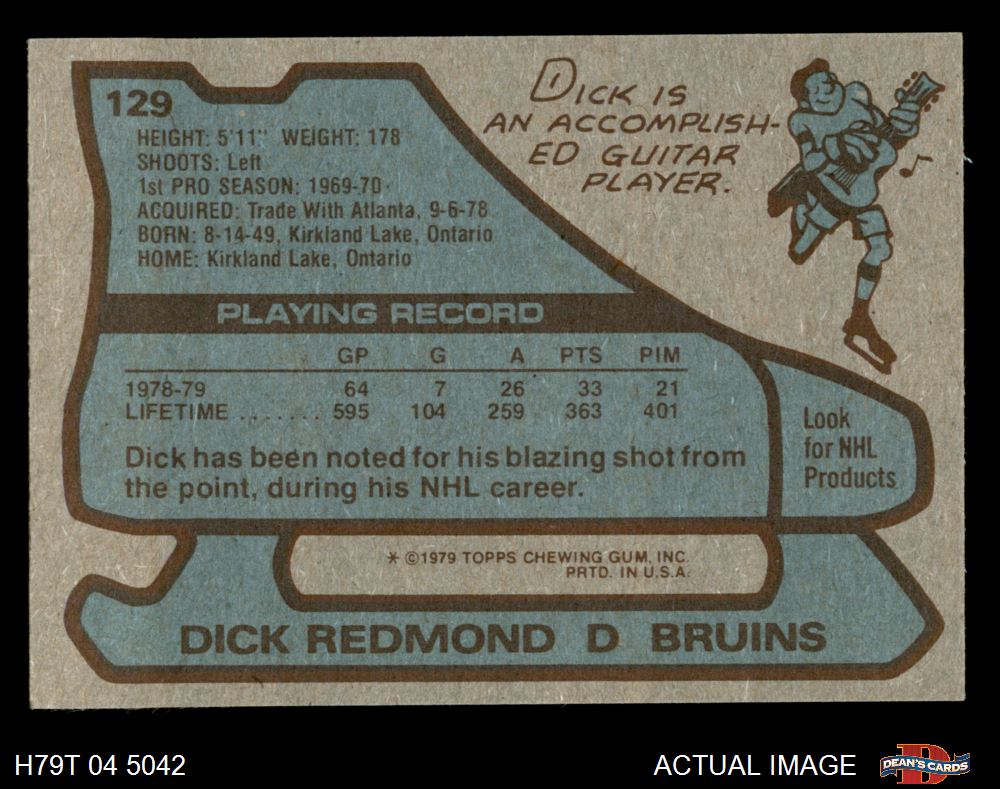 129
HEIGHT: 5'11" WEIGHT: 178
SHOOTS: Left
1st PRO SEASON: 1969-70
ACQUIRED: Trade With Atlanta, 9-6-78
BORN: 8-14-49, Kirkland Lake, Ontario
HOME: Kirkland Lake, Ontario
DICK IS
AN ACCOMPLISH-
ED GUITAR
PLAYER.
PLAYING RECORD
GP G A PTS PIM
1978-79 64 7 26 33 21
LIFETIME ....... 595 104 259 363 401
Dick has been noted for his blazing shot from
the point, during his NHL career.
Look
for NHL
Products
* ©1979 TOPPS CHEWING GUM, INC.
PRTD. IN U.S.A.
DICK REDMOND D BRUINS
H79T 04 5042
ACTUAL IMAGE
D
DEAN'S CARDS